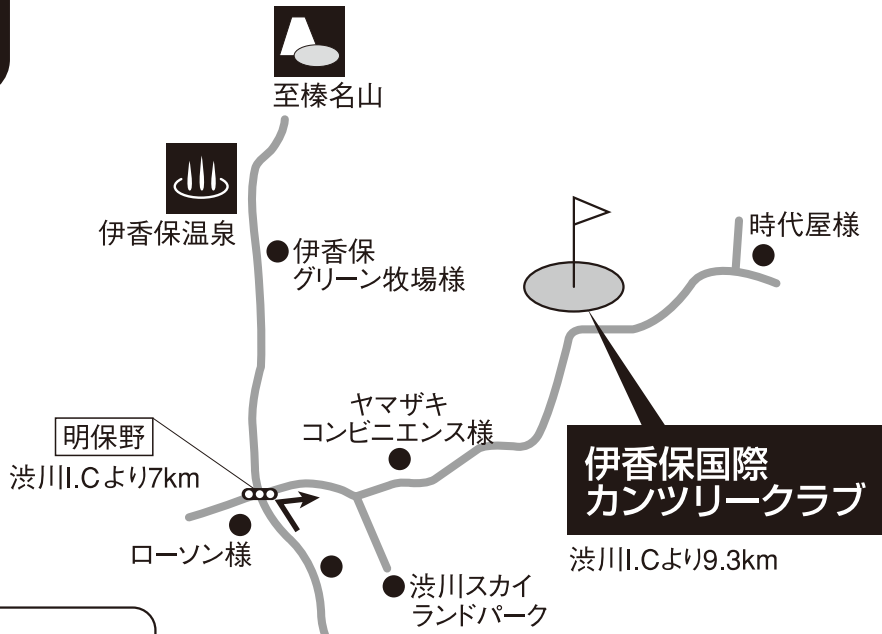 至榛名山
伊香保温泉
伊香保
グリーン牧場様
時代屋様
ヤマザキ
コンビニエンス様
明保野
渋川I.Cより7km
伊香保国際
カンツリークラブ
渋川I.Cより9.3km
ローソン様
渋川スカイ
ランドパーク